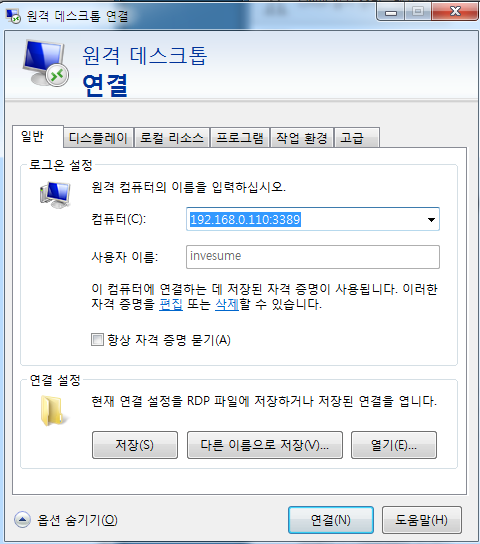 원격 데스크톱 연결
원격 데스크톱
연결
일반 디스플레이 로컬 리소스 프로그램 작업 환경 고급
로그온 설정
원격 컴퓨터의 이름을 입력하십시오.
컴퓨터(C): 192.168.0.110:3389
사용자 이름: invesume
이 컴퓨터에 연결하는 데 저장된 자격 증명이 사용됩니다. 이러한
자격 증명을 편집 또는 삭제할 수 있습니다.
항상 자격 증명 묻기(A)
연결 설정
현재 연결 설정을 RDP 파일에 저장하거나 저장된 연결을 엽니다.
저장(S) 다른 이름으로 저장(V)... 열기(E)...
옵션 숨기기(O) 연결(N) 도움말(H)